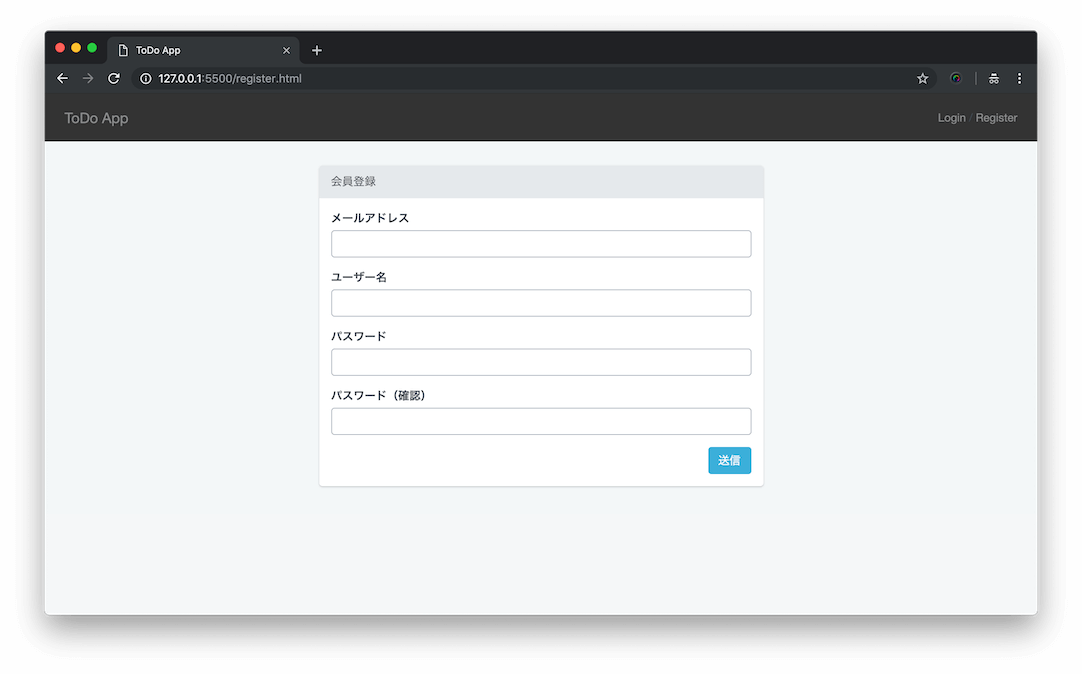 ToDo App
127.0.0.1:5500/register.html
ToDo App
Login / Register
会員登録
メールアドレス
ユーザー名
パスワード
パスワード（確認）
送信